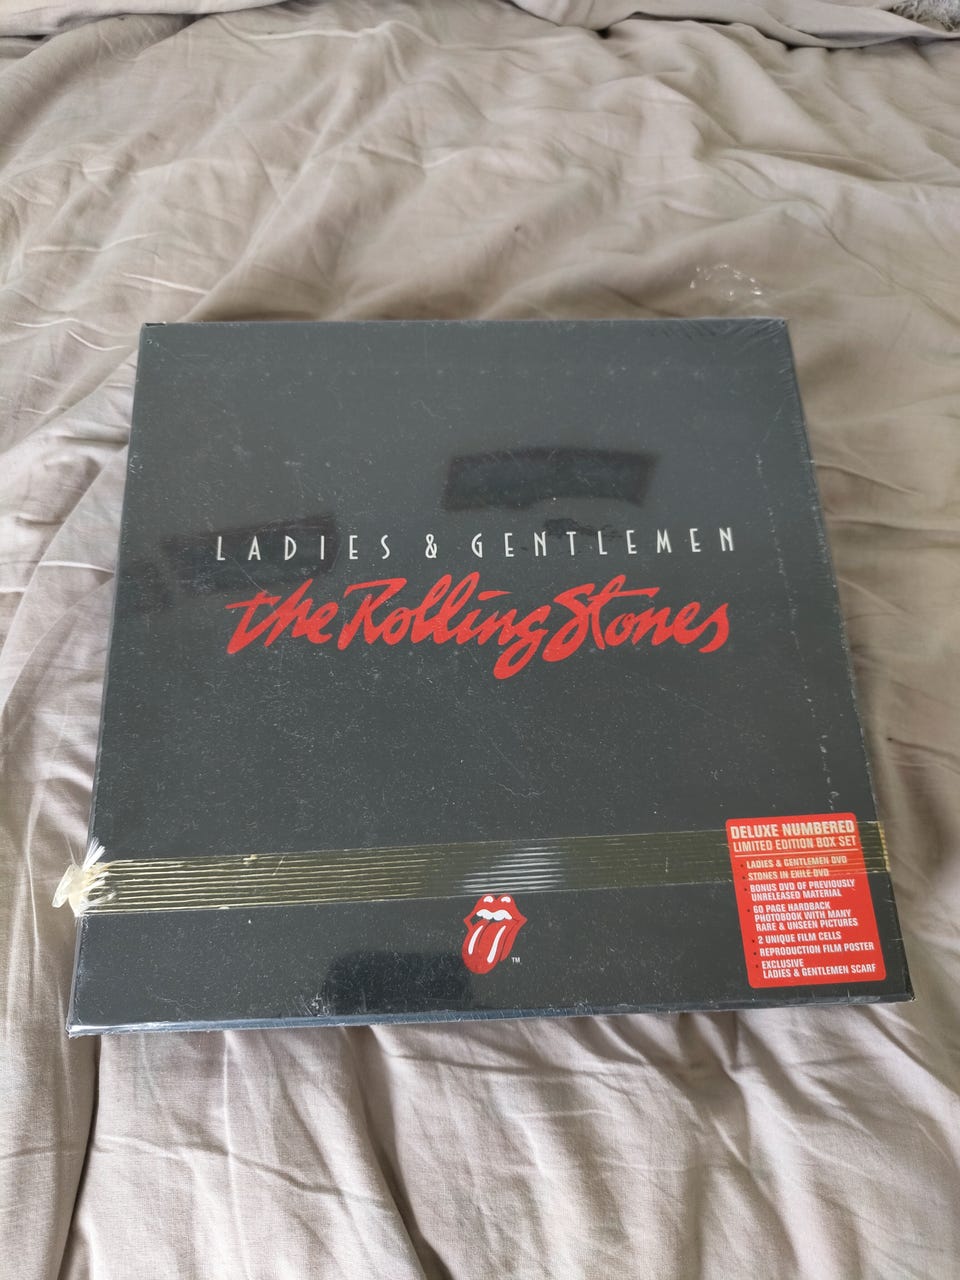 LADIES & GENTLEMEN
the Rolling Stones
DELUXE NUMBERED
LIMITED EDITION BOX SET
• LADIES & GENTLEMEN DVD
• STONES IN EXILE DVD
• BONUS DVD OF PREVIOUSLY
UNRELEASED MATERIAL
• 60 PAGE HARDBACK
PHOTOBOOK WITH MANY
RARE & UNSEEN PICTURES
• 2 UNIQUE FILM CELLS
• REPRODUCTION FILM POSTER
• EXCLUSIVE
LADIES & GENTLEMEN SCARF
TM